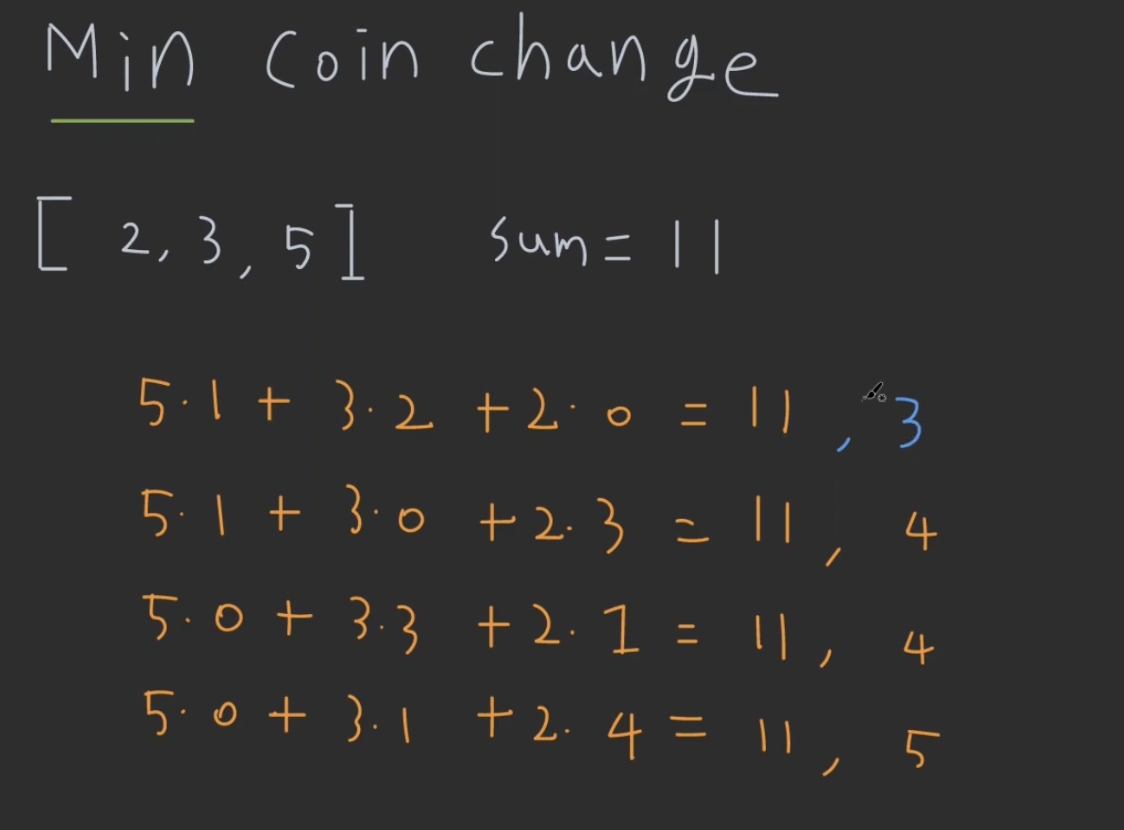 Min Coin change
[ 2, 3, 5 ] sum = 11
5·1 + 3·2 + 2·0 = 11, 3
5·1 + 3·0 + 2·3 = 11, 4
5·0 + 3·3 + 2·1 = 11, 4
5·0 + 3·1 + 2·4 = 11, 5